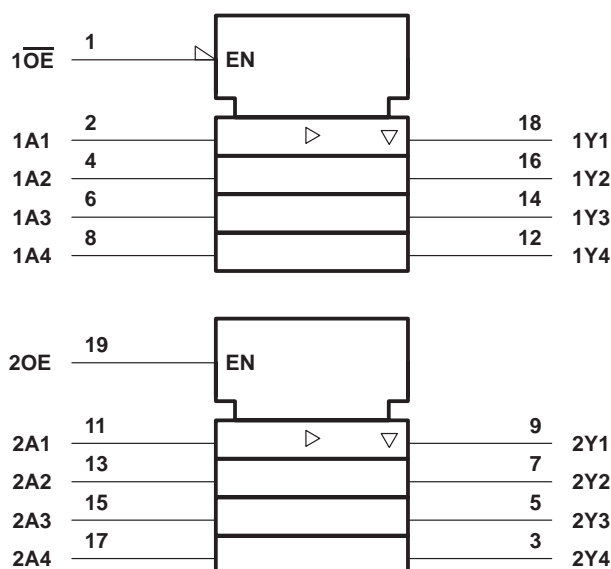 1O̅E̅ 1 EN
1A1 2 18 1Y1
1A2 4 16 1Y2
1A3 6 14 1Y3
1A4 8 12 1Y4
2OE 19 EN
2A1 11 9 2Y1
2A2 13 7 2Y2
2A3 15 5 2Y3
2A4 17 3 2Y4